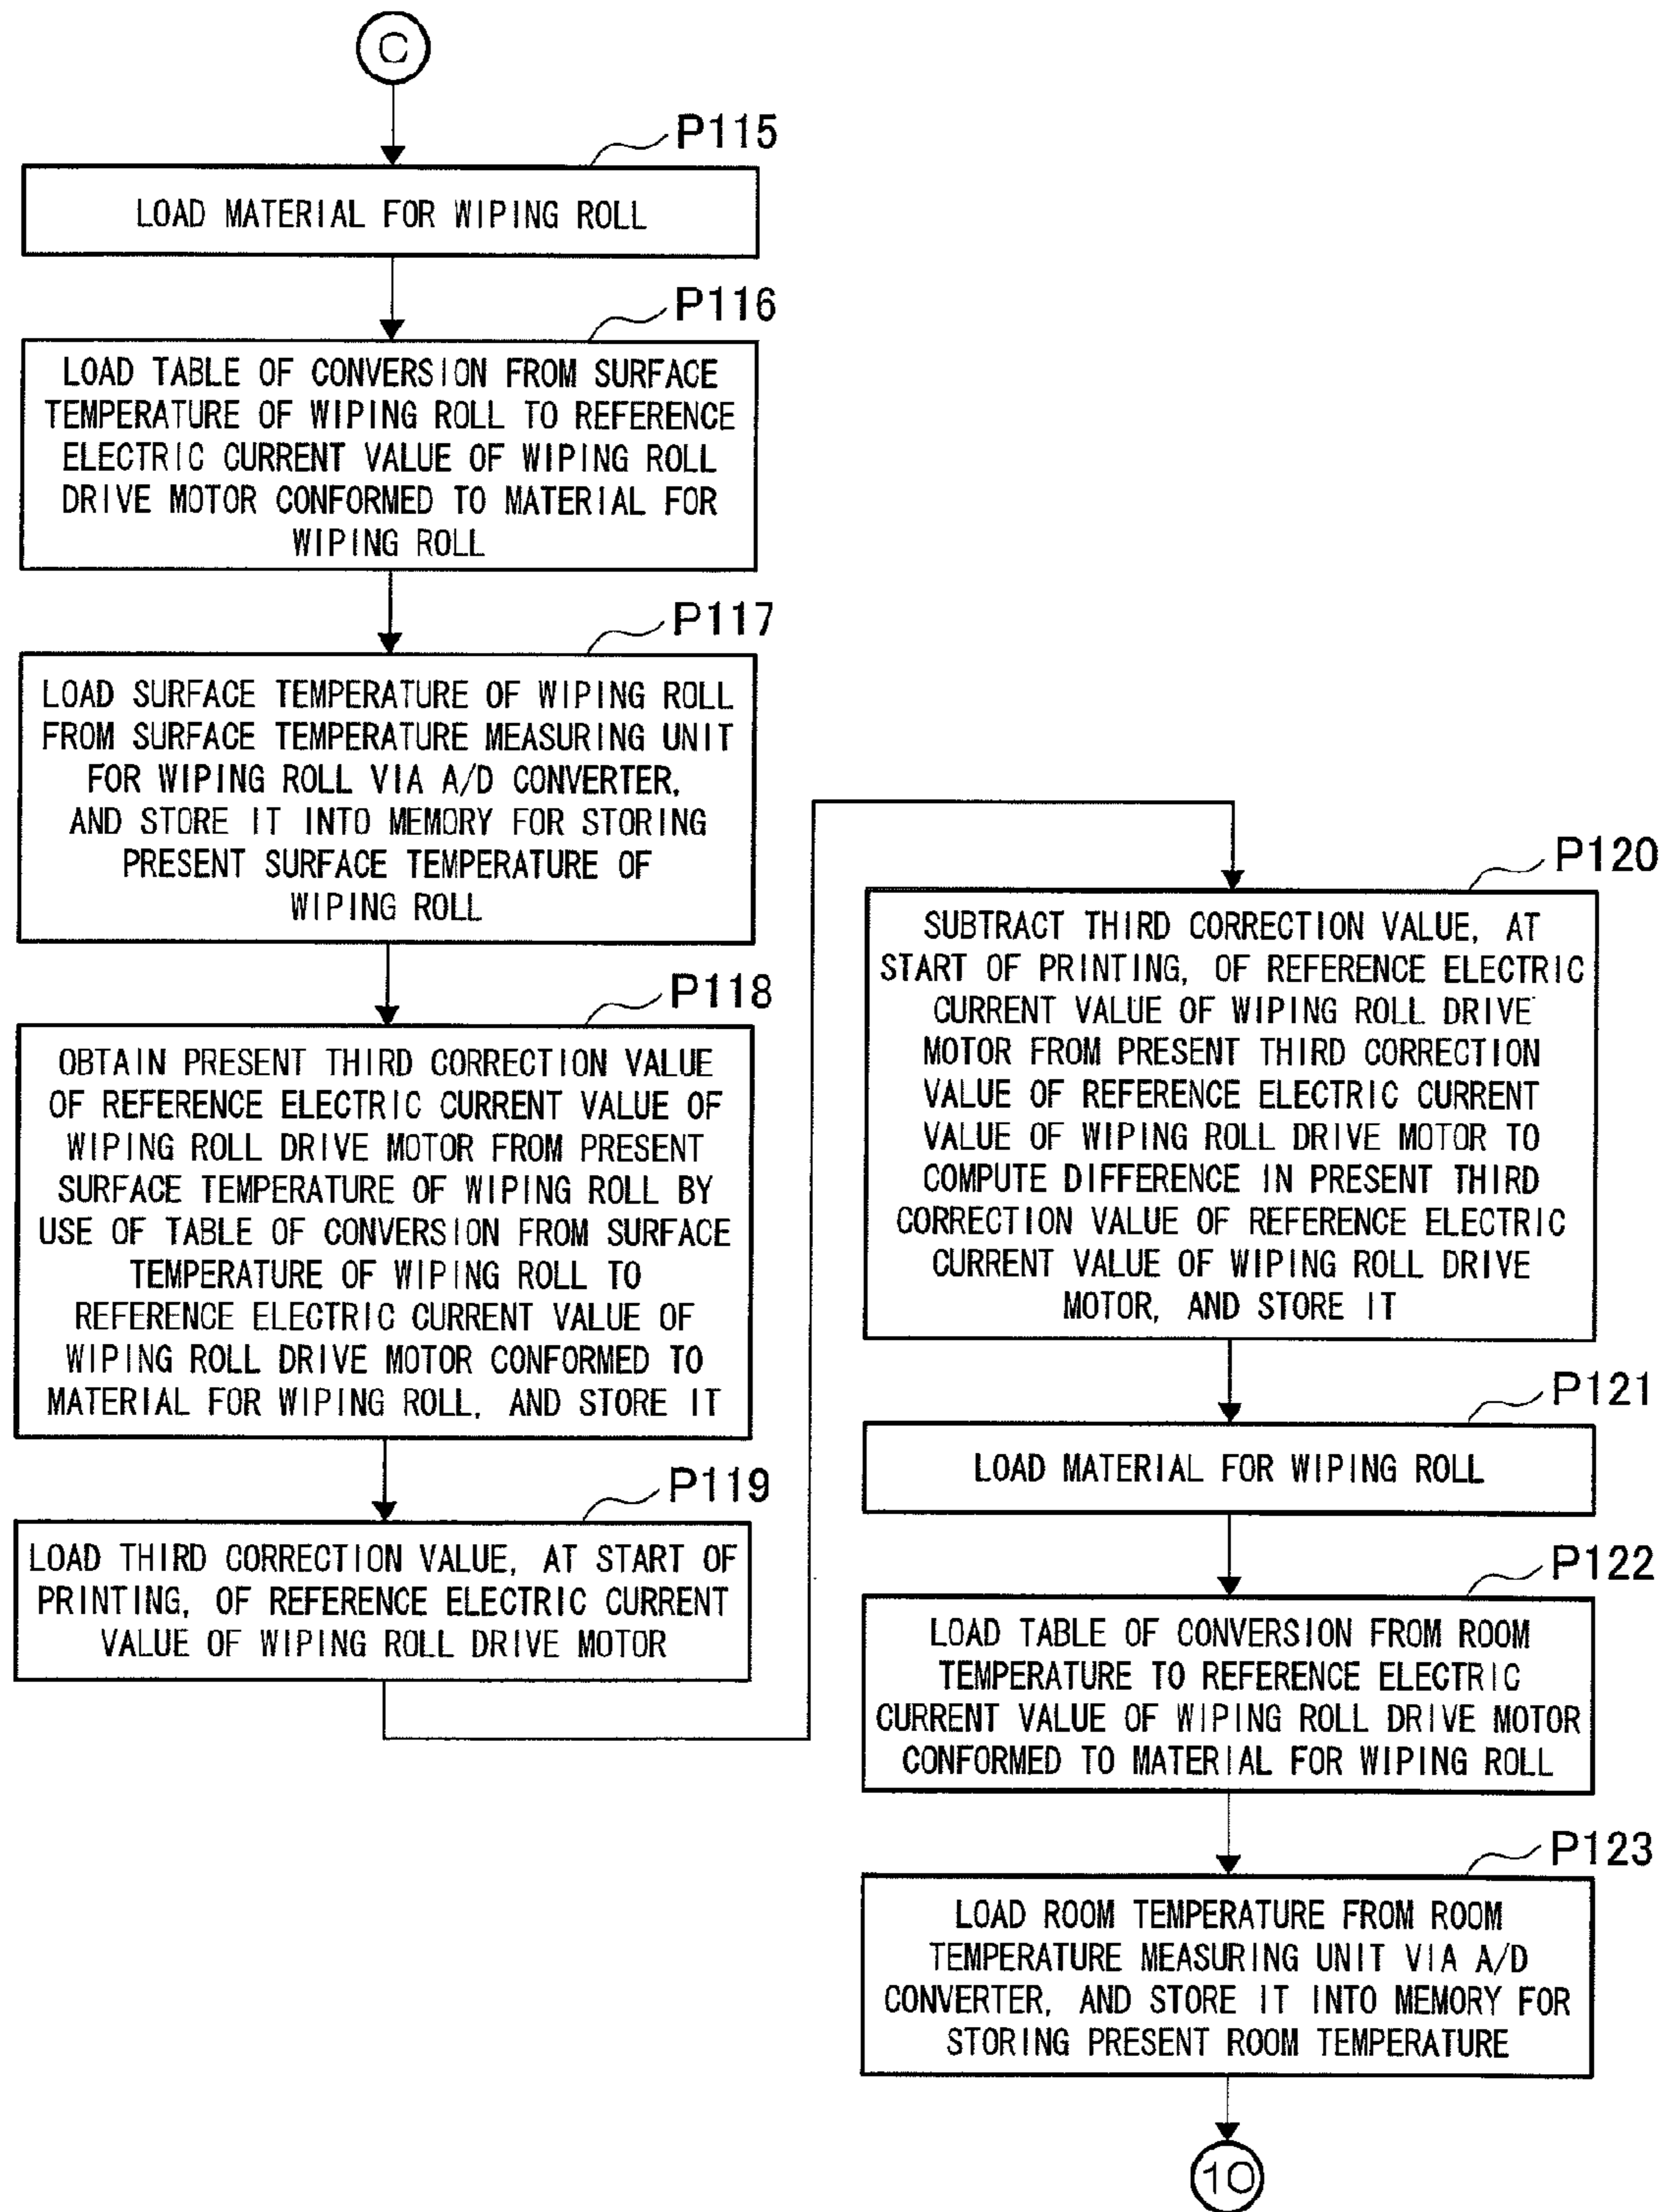 C
P115
LOAD MATERIAL FOR WIPING ROLL
P116
LOAD TABLE OF CONVERSION FROM SURFACE
TEMPERATURE OF WIPING ROLL TO REFERENCE
ELECTRIC CURRENT VALUE OF WIPING ROLL
DRIVE MOTOR CONFORMED TO MATERIAL FOR
WIPING ROLL
P117
LOAD SURFACE TEMPERATURE OF WIPING ROLL
FROM SURFACE TEMPERATURE MEASURING UNIT
FOR WIPING ROLL VIA A/D CONVERTER,
AND STORE IT INTO MEMORY FOR STORING
PRESENT SURFACE TEMPERATURE OF
WIPING ROLL
P118
OBTAIN PRESENT THIRD CORRECTION VALUE
OF REFERENCE ELECTRIC CURRENT VALUE OF
WIPING ROLL DRIVE MOTOR FROM PRESENT
SURFACE TEMPERATURE OF WIPING ROLL BY
USE OF TABLE OF CONVERSION FROM SURFACE
TEMPERATURE OF WIPING ROLL TO
REFERENCE ELECTRIC CURRENT VALUE OF
WIPING ROLL DRIVE MOTOR CONFORMED TO
MATERIAL FOR WIPING ROLL, AND STORE IT
P119
LOAD THIRD CORRECTION VALUE, AT START OF
PRINTING, OF REFERENCE ELECTRIC CURRENT
VALUE OF WIPING ROLL DRIVE MOTOR
P120
SUBTRACT THIRD CORRECTION VALUE, AT
START OF PRINTING, OF REFERENCE ELECTRIC
CURRENT VALUE OF WIPING ROLL DRIVE
MOTOR FROM PRESENT THIRD CORRECTION
VALUE OF REFERENCE ELECTRIC CURRENT
VALUE OF WIPING ROLL DRIVE MOTOR TO
COMPUTE DIFFERENCE IN PRESENT THIRD
CORRECTION VALUE OF REFERENCE ELECTRIC
CURRENT VALUE OF WIPING ROLL DRIVE
MOTOR, AND STORE IT
P121
LOAD MATERIAL FOR WIPING ROLL
P122
LOAD TABLE OF CONVERSION FROM ROOM
TEMPERATURE TO REFERENCE ELECTRIC
CURRENT VALUE OF WIPING ROLL DRIVE MOTOR
CONFORMED TO MATERIAL FOR WIPING ROLL
P123
LOAD ROOM TEMPERATURE FROM ROOM
TEMPERATURE MEASURING UNIT VIA A/D
CONVERTER, AND STORE IT INTO MEMORY FOR
STORING PRESENT ROOM TEMPERATURE
10